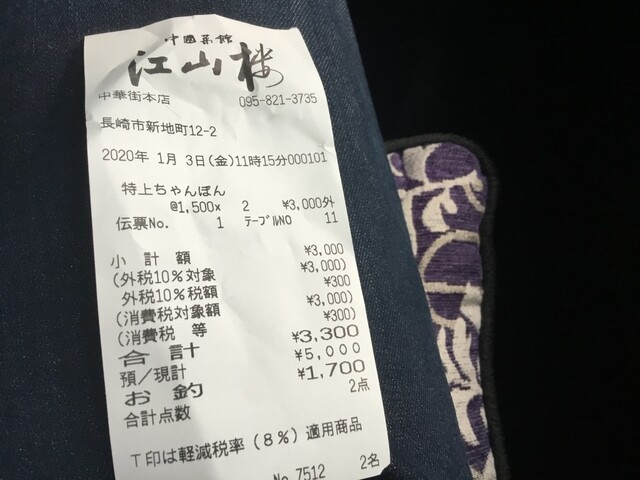 中國菜館
江山楼
中華街本店 095-821-3735
長崎市新地町12-2
2020年 1月 3日(金)11時15分000101
特上ちゃんぽん
@1,500x 2 ¥3,000外
伝票No. 1 テーブルNO 11
小 計 額 ¥3,000
(外税10%対象 ¥3,000)
外税10%税額 ¥300
(消費税対象額 ¥3,000)
(消費税 等 ¥300)
合 計 ¥3,300
預/現計 ¥5,000
お 釣 ¥1,700
合計点数 2点
T印は軽減税率(8%)適用商品
No 7512 2名